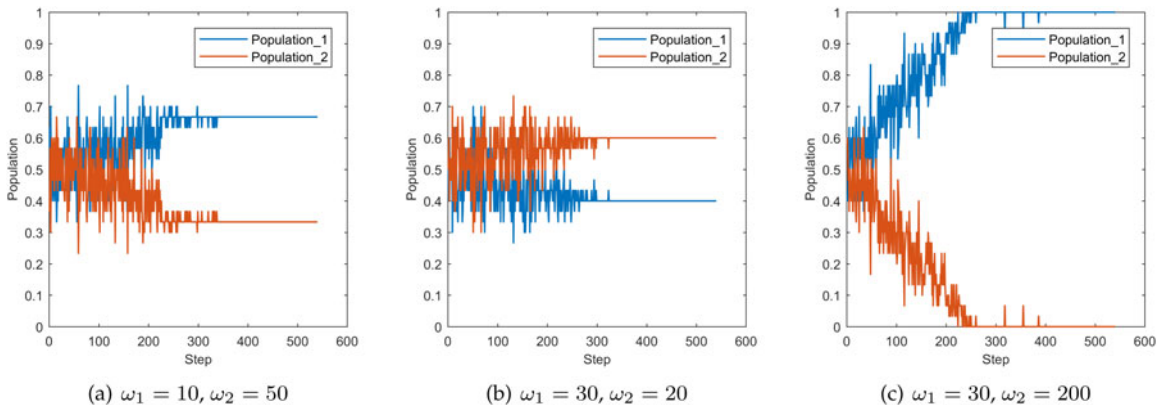 1
0.9
0.8
0.7
0.6
0.5
0.4
0.3
0.2
0.1
0
Population
0 100 200 300 400 500 600
Step
Population_1
Population_2
(a) ω₁ = 10, ω₂ = 50
1
0.9
0.8
0.7
0.6
0.5
0.4
0.3
0.2
0.1
0
Population
0 100 200 300 400 500 600
Step
Population_1
Population_2
(b) ω₁ = 30, ω₂ = 20
1
0.9
0.8
0.7
0.6
0.5
0.4
0.3
0.2
0.1
0
Population
0 100 200 300 400 500 600
Step
Population_1
Population_2
(c) ω₁ = 30, ω₂ = 200